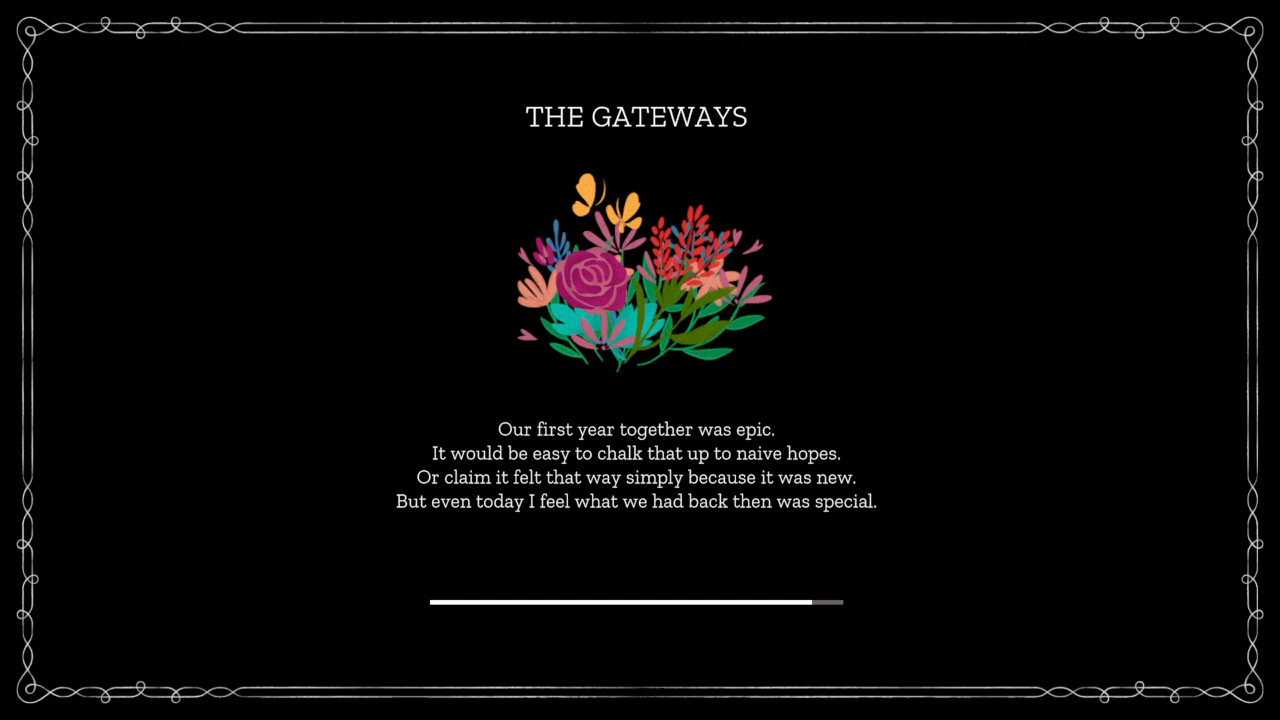 THE GATEWAYS
Our first year together was epic.
It would be easy to chalk that up to naive hopes.
Or claim it felt that way simply because it was new.
But even today I feel what we had back then was special.